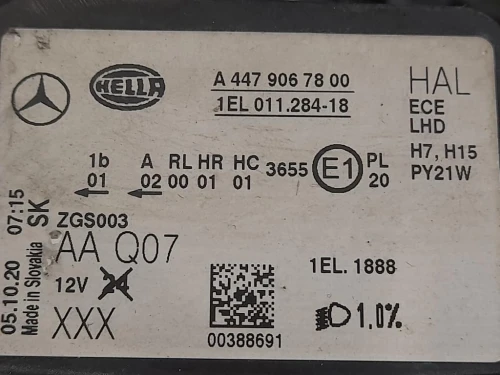 HELLA
A 447 906 78 00
1EL 011.284-18
HAL
ECE
LHD
H7, H15
PY21W
1b A RL HR HC 3655 E1 PL
01 02 00 01 01 20
ZGS003
AA Q07
12V 24
XXX
05.10.20 07:15
Made in Slovakia SK
00388691
1EL. 1888
1,0%